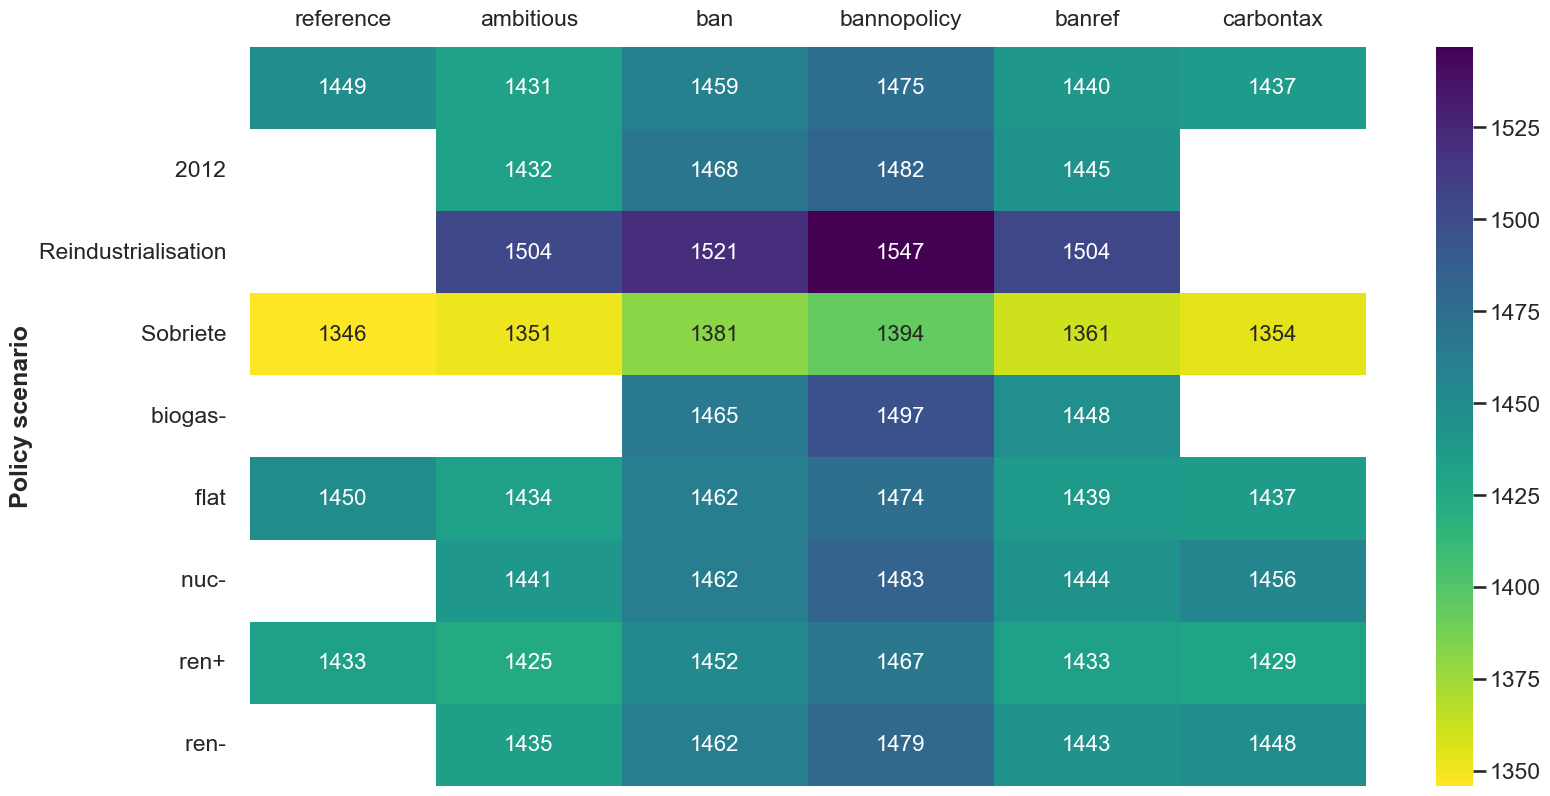 reference ambitious ban bannopolicy banref carbontax
1449 1431 1459 1475 1440 1437
2012 1432 1468 1482 1445
Reindustrialisation 1504 1521 1547 1504
Sobriete 1346 1351 1381 1394 1361 1354
biogas- 1465 1497 1448
flat 1450 1434 1462 1474 1439 1437
nuc- 1441 1462 1483 1444 1456
ren+ 1433 1425 1452 1467 1433 1429
ren- 1435 1462 1479 1443 1448
Policy scenario
1525
1500
1475
1450
1425
1400
1375
1350